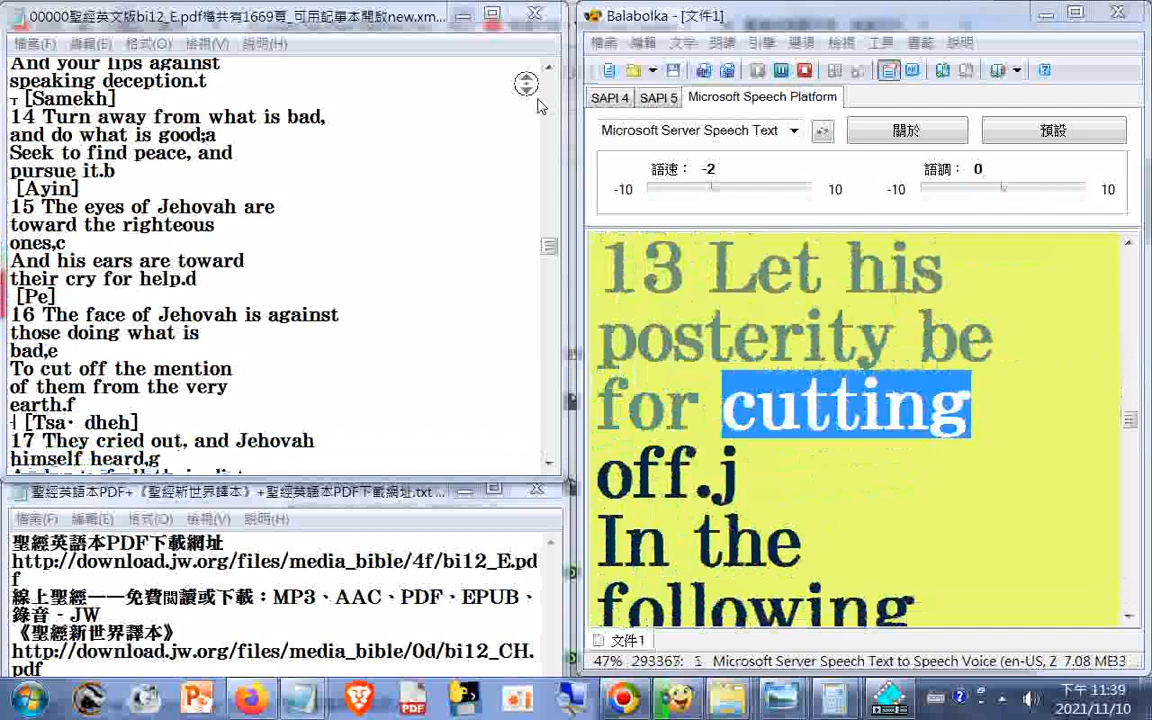 00000聖經英文版bi12_E.pdf檔共有1669頁_可用記事本開啟new.xm...
檔案(F) 編輯(E) 格式(O) 檢視(V) 說明(H)
And your lips against
speaking deception.t
[Samekh]
14 Turn away from what is bad,
and do what is good;a
Seek to find peace, and
pursue it.b
[Ayin]
15 The eyes of Jehovah are
toward the righteous
ones,c
And his ears are toward
their cry for help.d
[Pe]
16 The face of Jehovah is against
those doing what is
bad,e
To cut off the mention
of them from the very
earth.f
[Tsa· dheh]
17 They cried out, and Jehovah
himself heard,g
聖經英語本PDF+《聖經新世界譯本》+聖經英語本PDF下載網址.txt ...
檔案(F) 編輯(E) 格式(O) 檢視(V) 說明(H)
聖經英語本PDF下載網址
http://download.jw.org/files/media_bible/4f/bi12_E.pd
f
線上聖經——免費閱讀或下載：MP3、AAC、PDF、EPUB、
錄音 - JW
《聖經新世界譯本》
http://download.jw.org/files/media_bible/0d/bi12_CH.
pdf
Balabolka - [文件1]
檔案 編輯 文字 朗讀 引擎 選項 檢視 工具 書籤 說明
SAPI 4 SAPI 5 Microsoft Speech Platform
Microsoft Server Speech Text 關於 預設
語速： -2 語調： 0
-10 10 -10 10
13 Let his
posterity be
for cutting
off.j
In the
following
文件1
47% 293367: 1 Microsoft Server Speech Text to Speech Voice (en-US, Z 7.08 MB
下午 11:39
2021/11/10